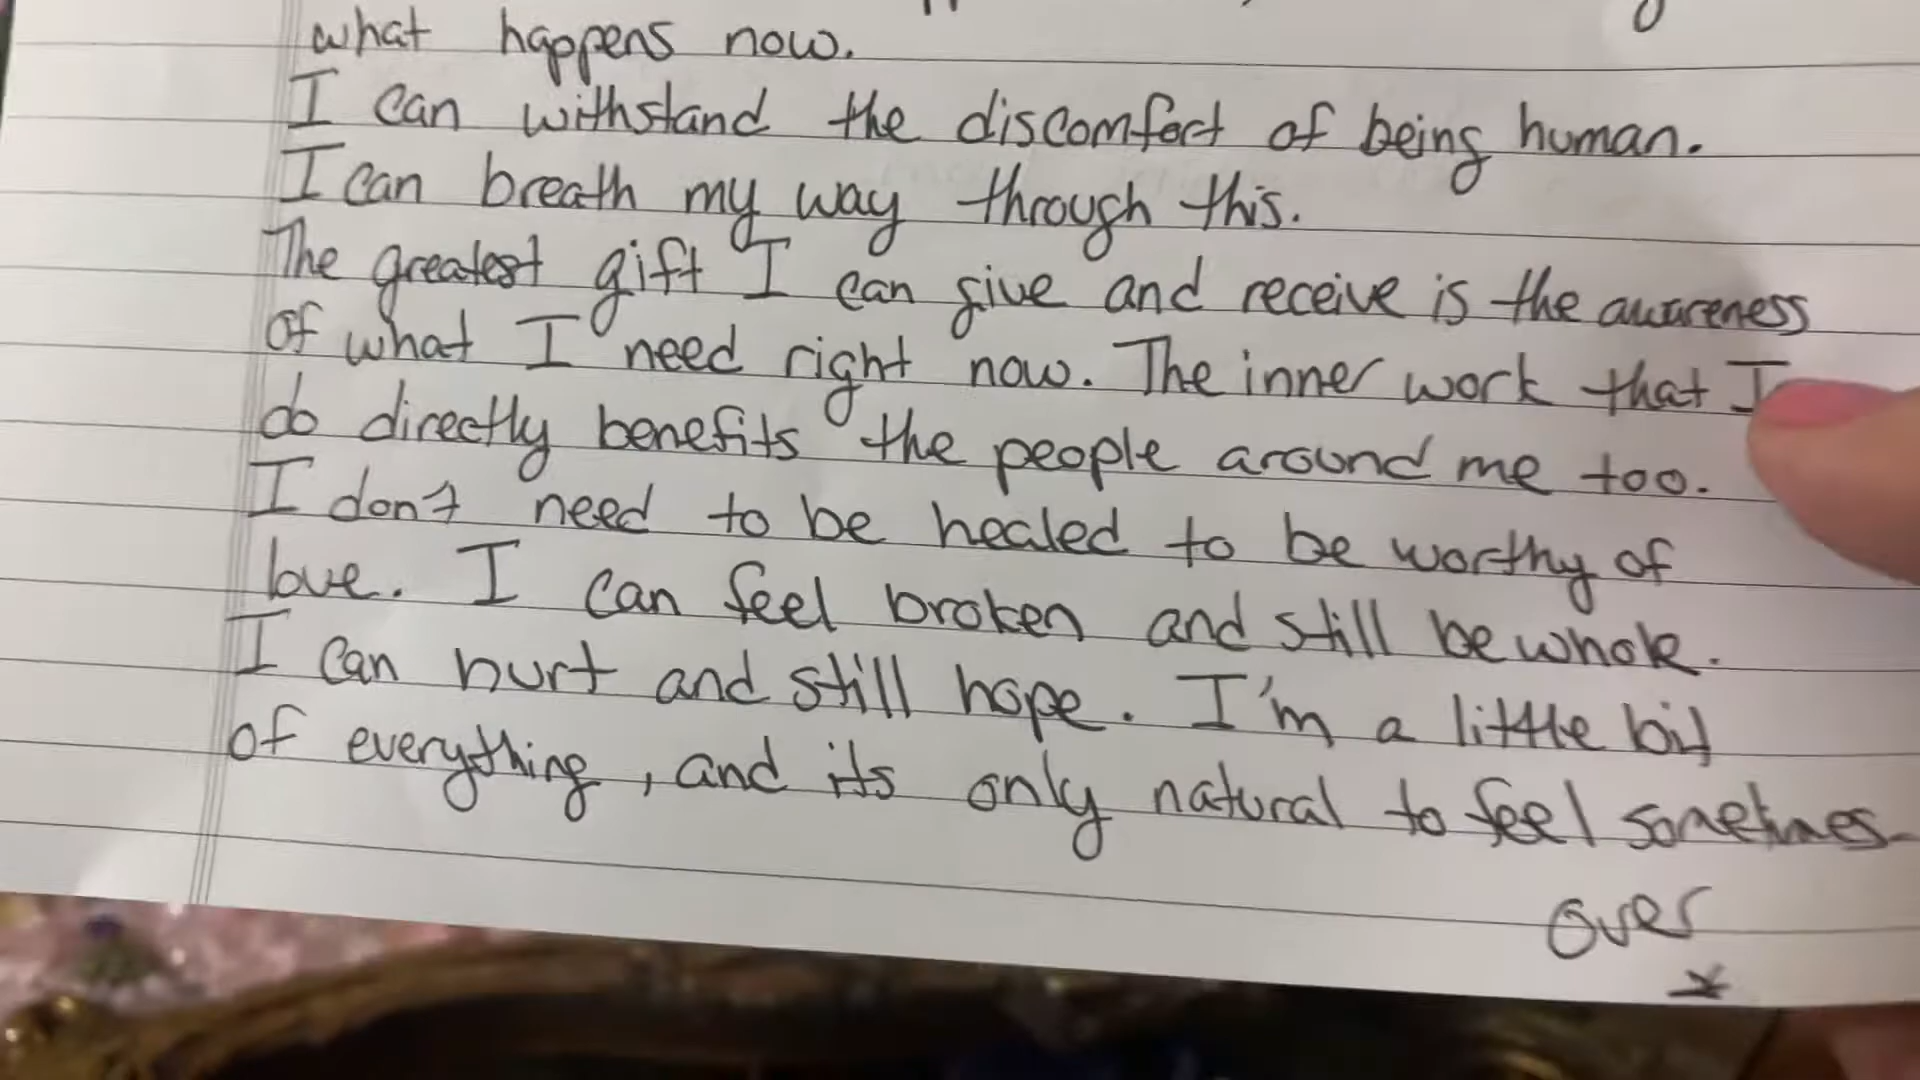 what happens now.
I can withstand the discomfort of being human.
I can breath my way through this.
The greatest gift I can give and receive is the awareness
of what I need right now. The inner work that I
do directly benefits the people around me too.
I don't need to be healed to be worthy of
love. I can feel broken and still be whole.
I can hurt and still hope. I'm a little bit
of everything, and its only natural to feel sometimes
over